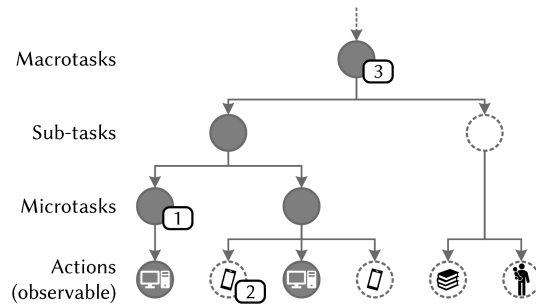 Macrotasks
3
Sub-tasks
Microtasks
1
Actions
(observable)
2